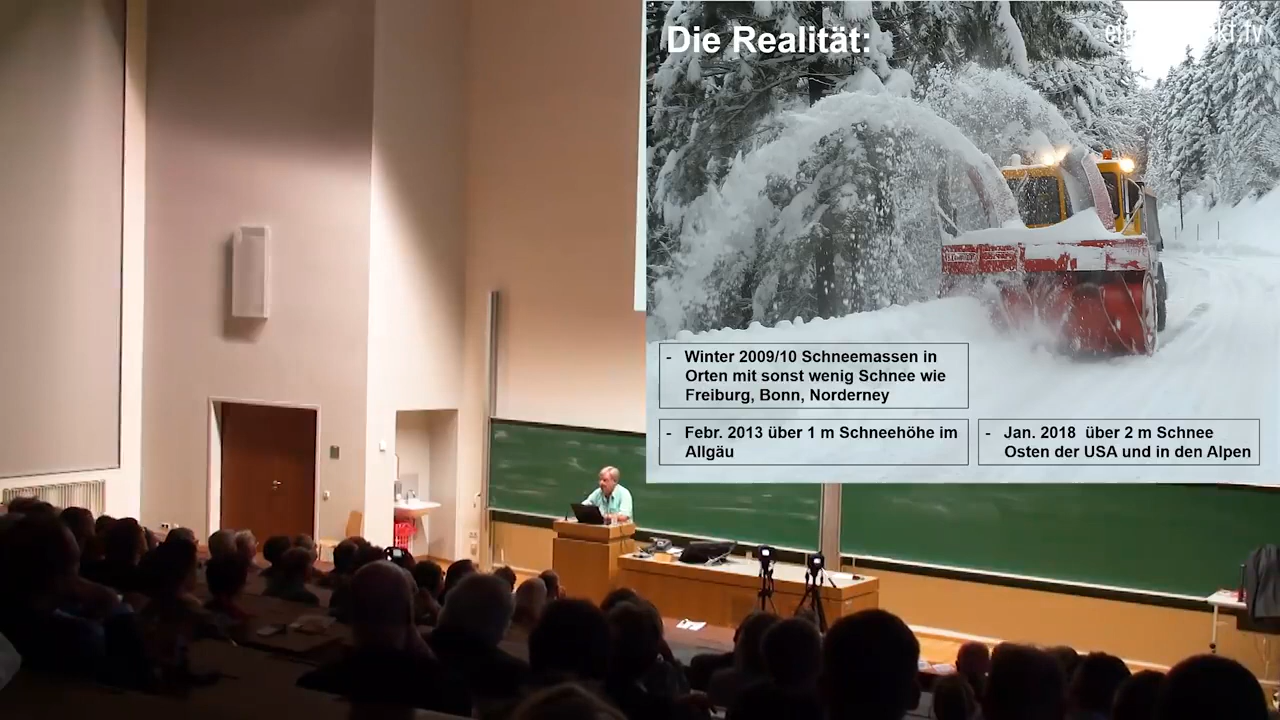 Die Realität:
- Winter 2009/10 Schneemassen in
Orten mit sonst wenig Schnee wie
Freiburg, Bonn, Norderney
- Febr. 2013 über 1 m Schneehöhe im
Allgäu
- Jan. 2018 über 2 m Schnee
Osten der USA und in den Alpen